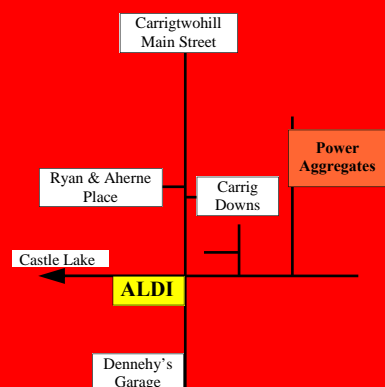 Carrigtwohill
Main Street
Power
Aggregates
Ryan & Aherne
Place
Carrig
Downs
Castle Lake
ALDI
Dennehy's
Garage